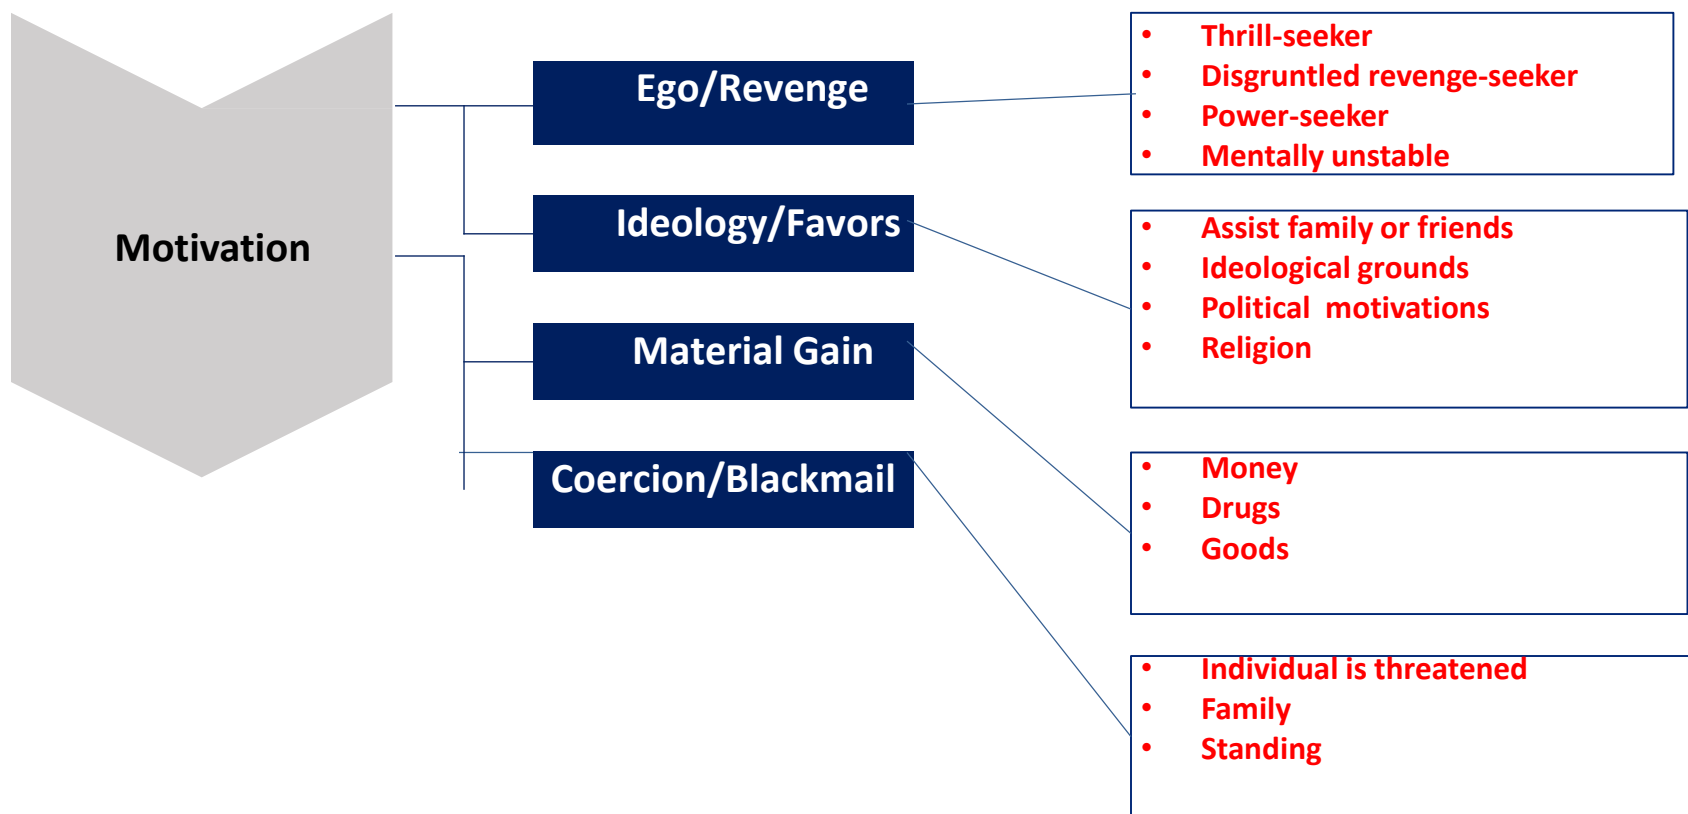 Motivation
Ego/Revenge
• Thrill-seeker
• Disgruntled revenge-seeker
• Power-seeker
• Mentally unstable
Ideology/Favors
• Assist family or friends
• Ideological grounds
• Political  motivations
• Religion
Material Gain
• Money
• Drugs
• Goods
Coercion/Blackmail
• Individual is threatened
• Family
• Standing